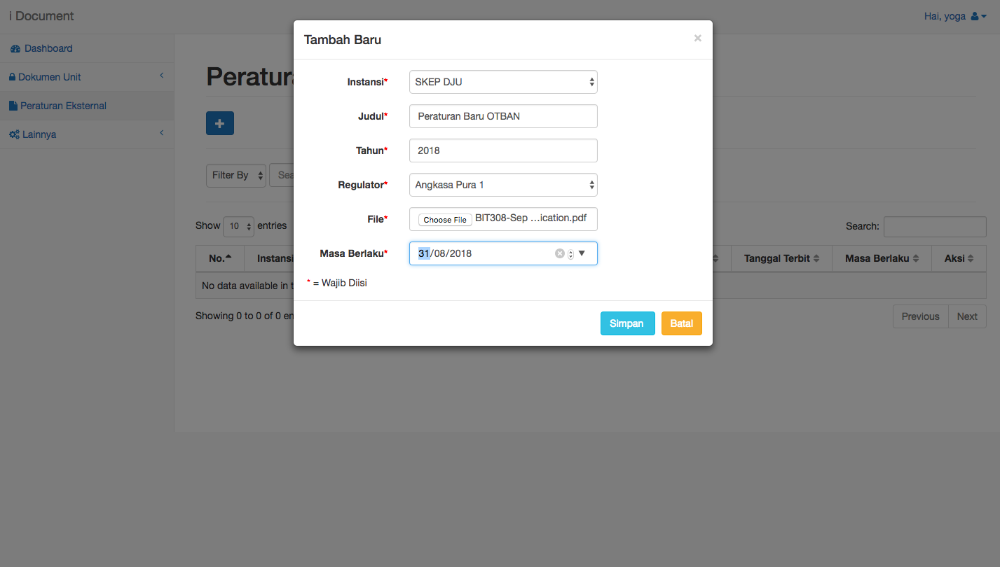 i Document
Hai, yoga
Dashboard
Dokumen Unit
Peraturan Eksternal
Lainnya
Tambah Baru
×
Instansi* SKEP DJU
Judul* Peraturan Baru OTBAN
Tahun* 2018
Regulator* Angkasa Pura 1
File* Choose File BIT308-Sep ...ication.pdf
Masa Berlaku* 31/08/2018
* = Wajib Diisi
Simpan Batal
Filter By
Show 10 entries
Search:
No. Instansi Tanggal Terbit Masa Berlaku Aksi
No data available in
Showing 0 to 0 of 0
Previous Next